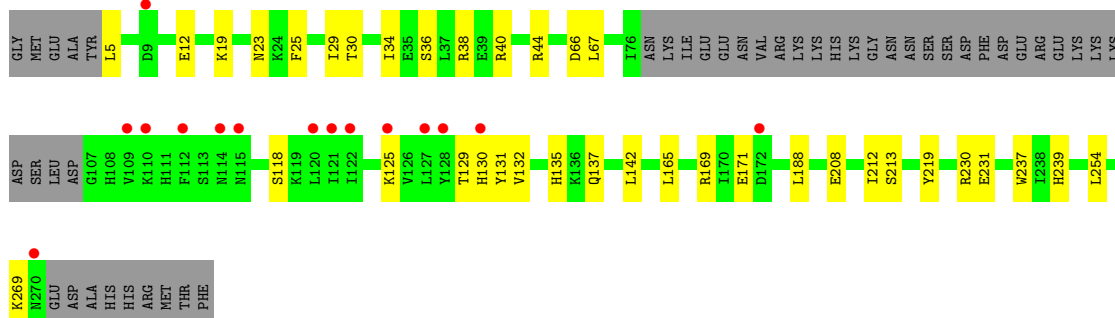 GLY MET GLU ALA TYR L5 D9 E12 K19 N23 K24 F25 I29 T30 I34 E35 S36 L37 R38 E39 R40 R44 D66 L67 I76 ASN LYS ILE GLU GLU ASN VAL ARG LYS LYS HIS LYS GLY ASN ASN SER SER ASP PHE ASP GLU ARG GLU LYS LYS LYS
ASP SER LEU ASP G107 H108 V109 K110 H111 F112 S113 N114 N115 S118 K119 L120 I121 I122 K125 V126 L127 Y128 T129 H130 Y131 V132 H135 K136 Q137 L142 L165 R169 I170 E171 D172 L188 E208 I212 S213 Y219 R230 E231 W237 I238 H239 L254
K269 N270 GLU ASP ALA HIS HIS ARG MET THR PHE